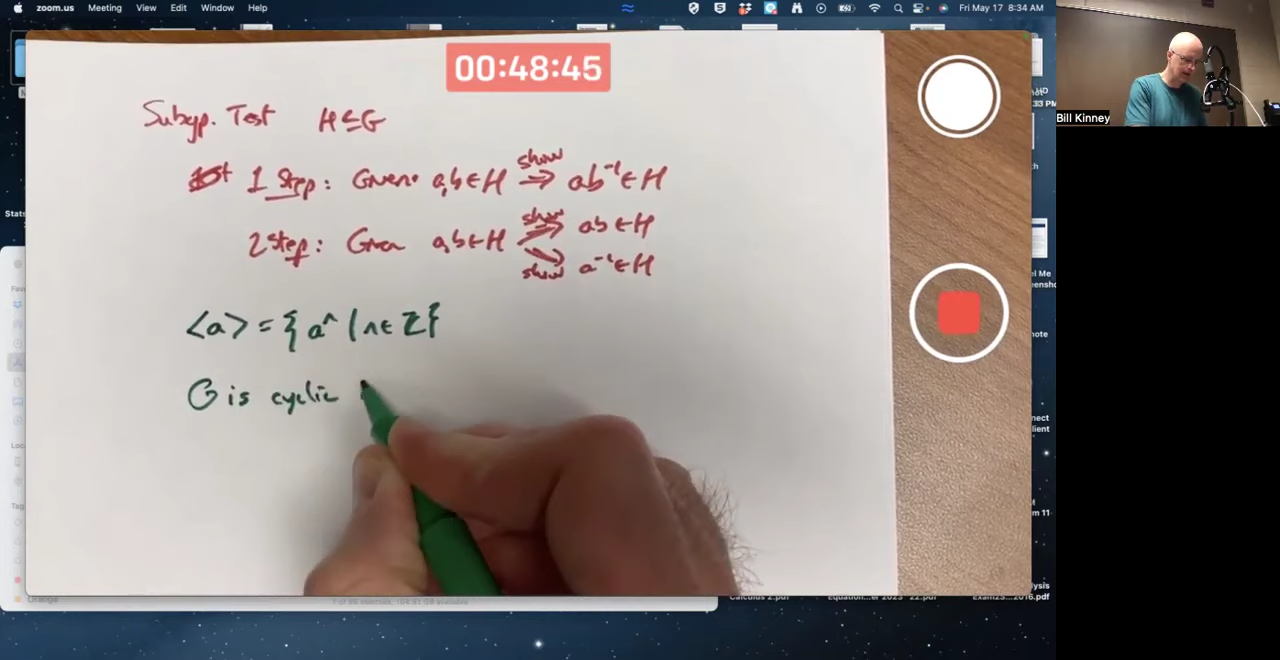 zoom.us Meeting View Edit Window Help Fri May 17 8:34 AM
00:48:45
Bill Kinney
Subgp. Test H≤G
1 Step: Given a,b∈H show ⇒ ab⁻¹∈H
2 Step: Given a,b∈H show ⇒ ab∈H
show a⁻¹∈H
<a> = {aⁿ | n∈Z}
G is cyclic